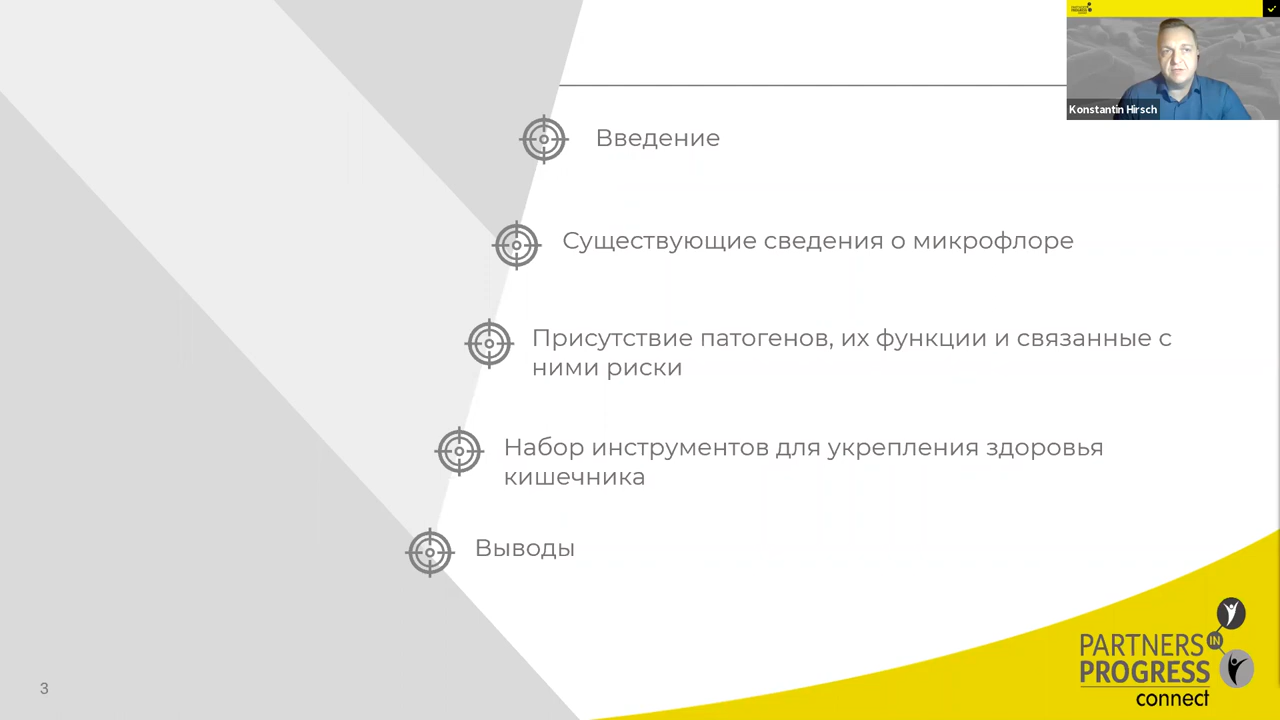 Введение
Существующие сведения о микрофлоре
Присутствие патогенов, их функции и связанные с
ними риски
Набор инструментов для укрепления здоровья
кишечника
Выводы
3
Konstantin Hirsch
PARTNERS
IN
PROGRESS
connect